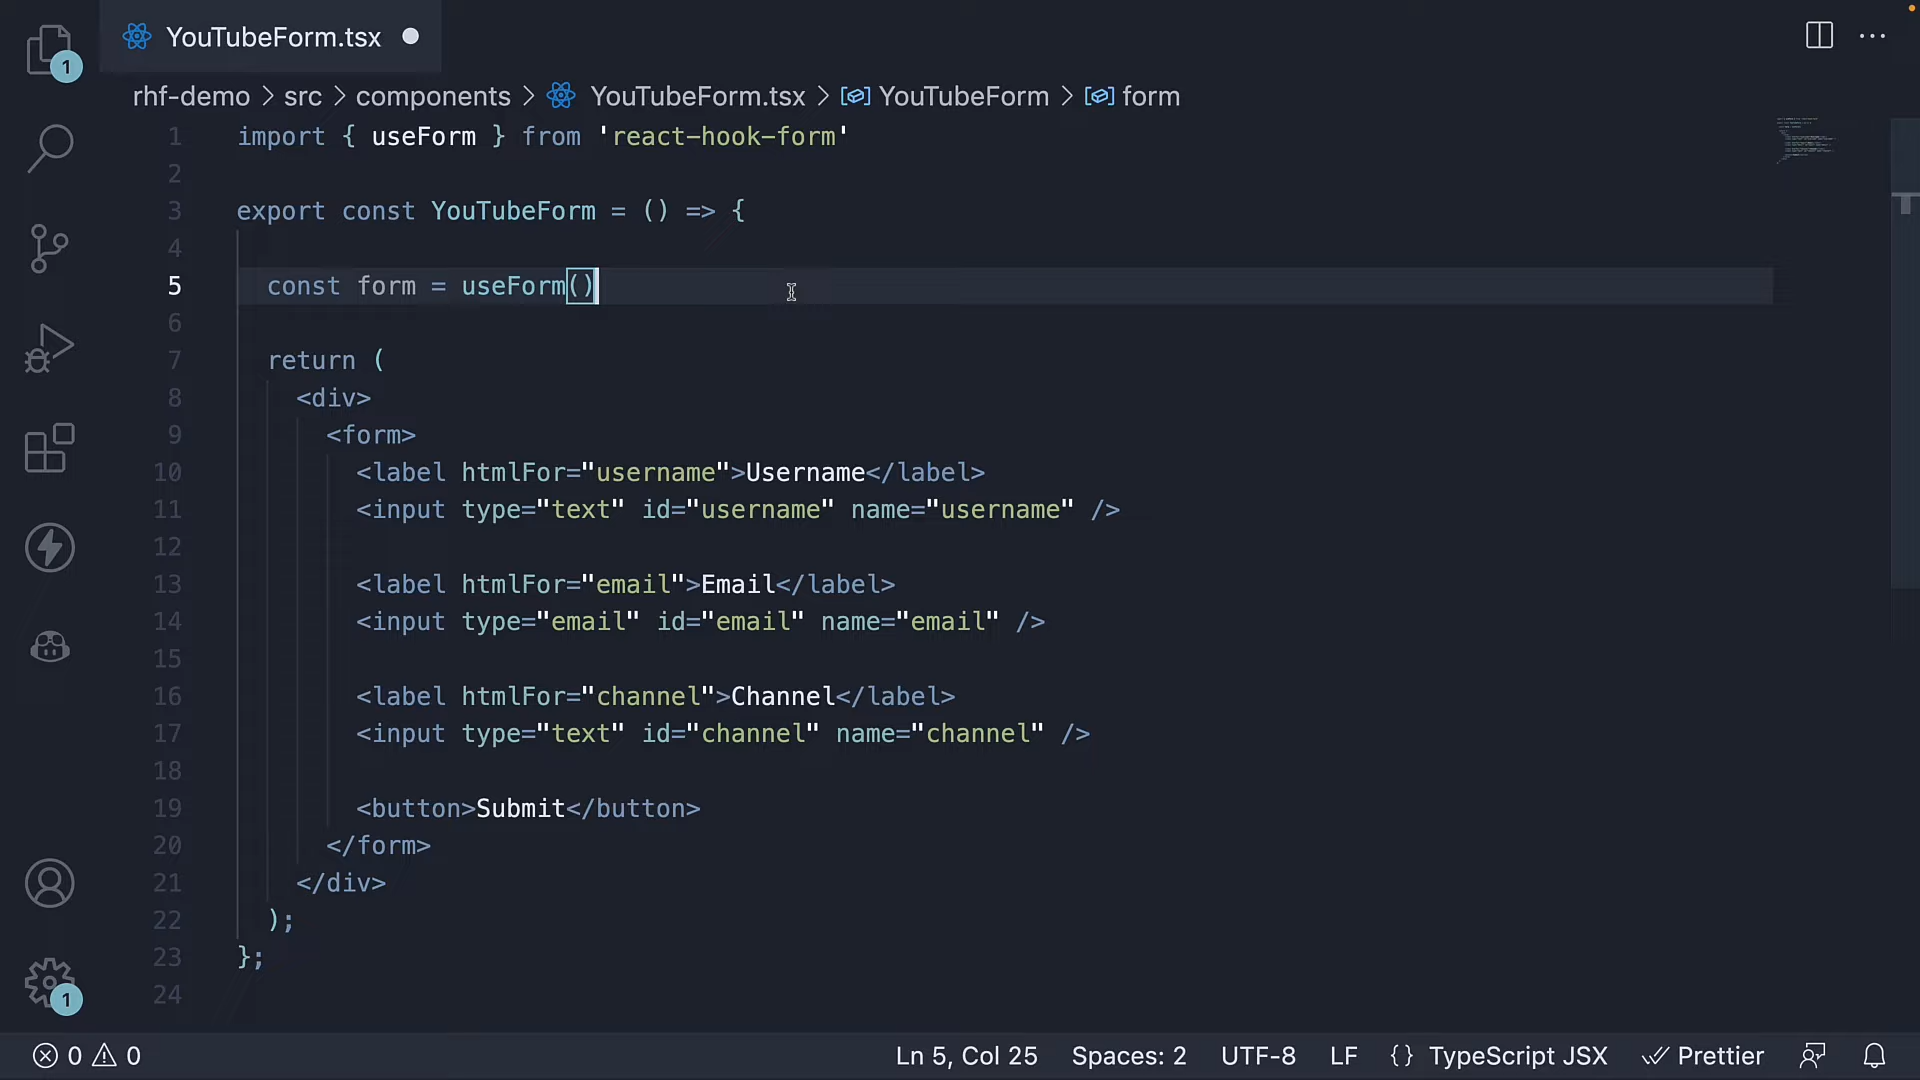 YouTubeForm.tsx
1
rhf-demo > src > components > YouTubeForm.tsx > YouTubeForm > form
1 import { useForm } from 'react-hook-form'
2
3 export const YouTubeForm = () => {
4
5   const form = useForm()
6
7   return (
8     <div>
9       <form>
10         <label htmlFor="username">Username</label>
11         <input type="text" id="username" name="username" />
12
13         <label htmlFor="email">Email</label>
14         <input type="email" id="email" name="email" />
15
16         <label htmlFor="channel">Channel</label>
17         <input type="text" id="channel" name="channel" />
18
19         <button>Submit</button>
20       </form>
21     </div>
22   );
23 };
24
1
0 0 Ln 5, Col 25 Spaces: 2 UTF-8 LF {} TypeScript JSX Prettier